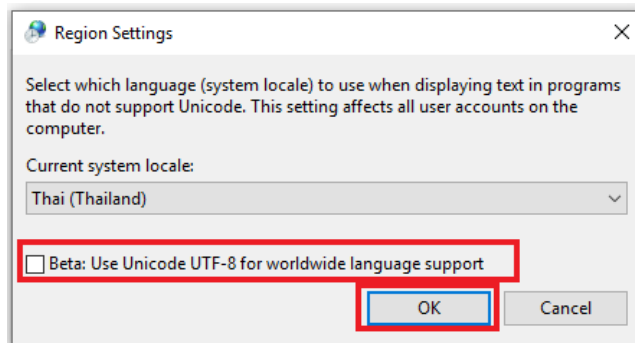 Region Settings
Select which language (system locale) to use when displaying text in programs
that do not support Unicode. This setting affects all user accounts on the
computer.
Current system locale:
Thai (Thailand)
Beta: Use Unicode UTF-8 for worldwide language support
OK
Cancel